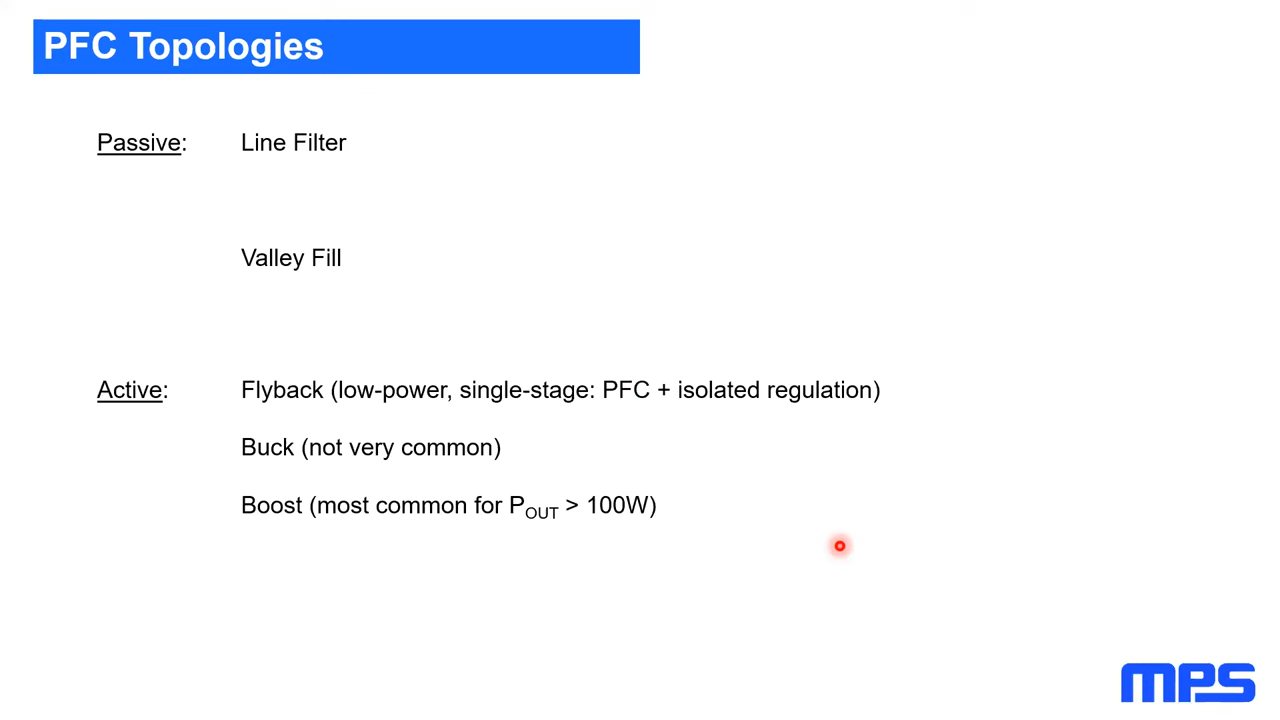 PFC Topologies
Passive: Line Filter
Valley Fill
Active: Flyback (low-power, single-stage: PFC + isolated regulation)
Buck (not very common)
Boost (most common for POUT > 100W)
mps